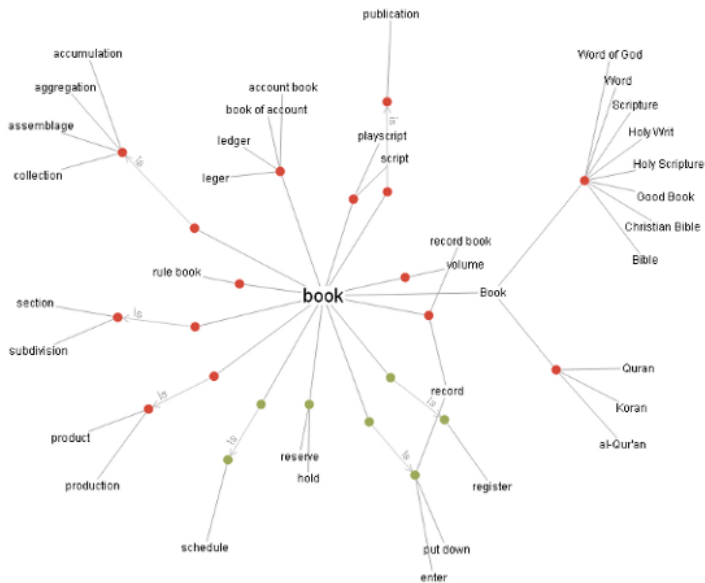 publication
accumulation
Word of God
aggregation
account book
Word
book of account
Scripture
assemblage
is
playscript
Holy Writ
ledger
script
is
Holy Scripture
collection
leger
Good Book
Christian Bible
record book
rule book
volume
Bible
book
Book
section
is
subdivision
Quran
is
record
is
Koran
product
is
al-Qur'an
reserve
is
hold
production
register
schedule
put down
enter